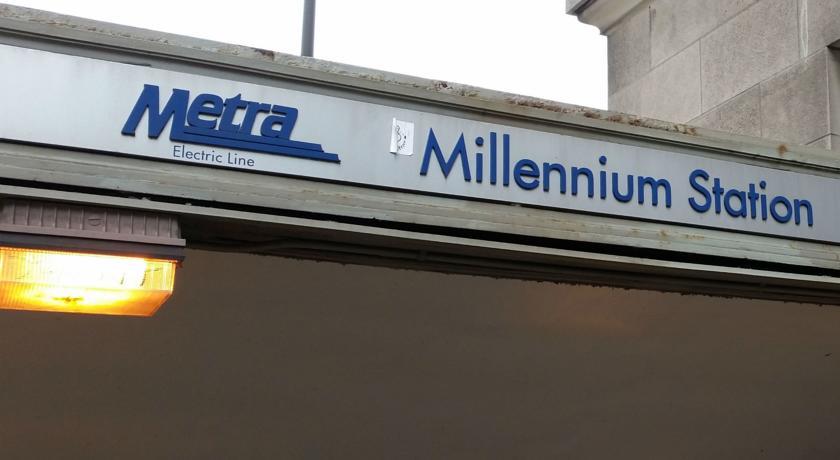 Metra
Electric Line
Millennium Station